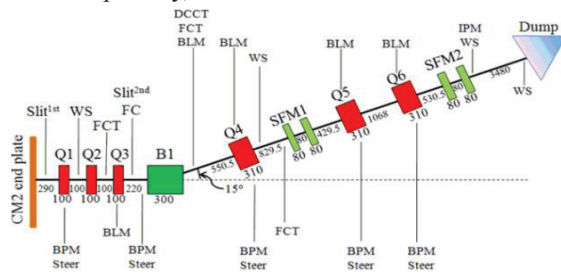 DCCT
FCT
BLM
BLM
WS
BLM
BLM
IPM
WS
Dump
Slit1st
WS
FCT
Slit2nd
FC
Q1
Q2
Q3
B1
Q4
SFM1
Q5
Q6
SFM2
CM2 end plate
290
100
100
220
100
100
100
300
550.5
310
829.5
80
80
80
429.5
310
1068
310
530.5
80
80
80
3480
WS
15°
BPM
Steer
BLM
BPM
Steer
BPM
Steer
FCT
BPM
Steer
BPM
Steer